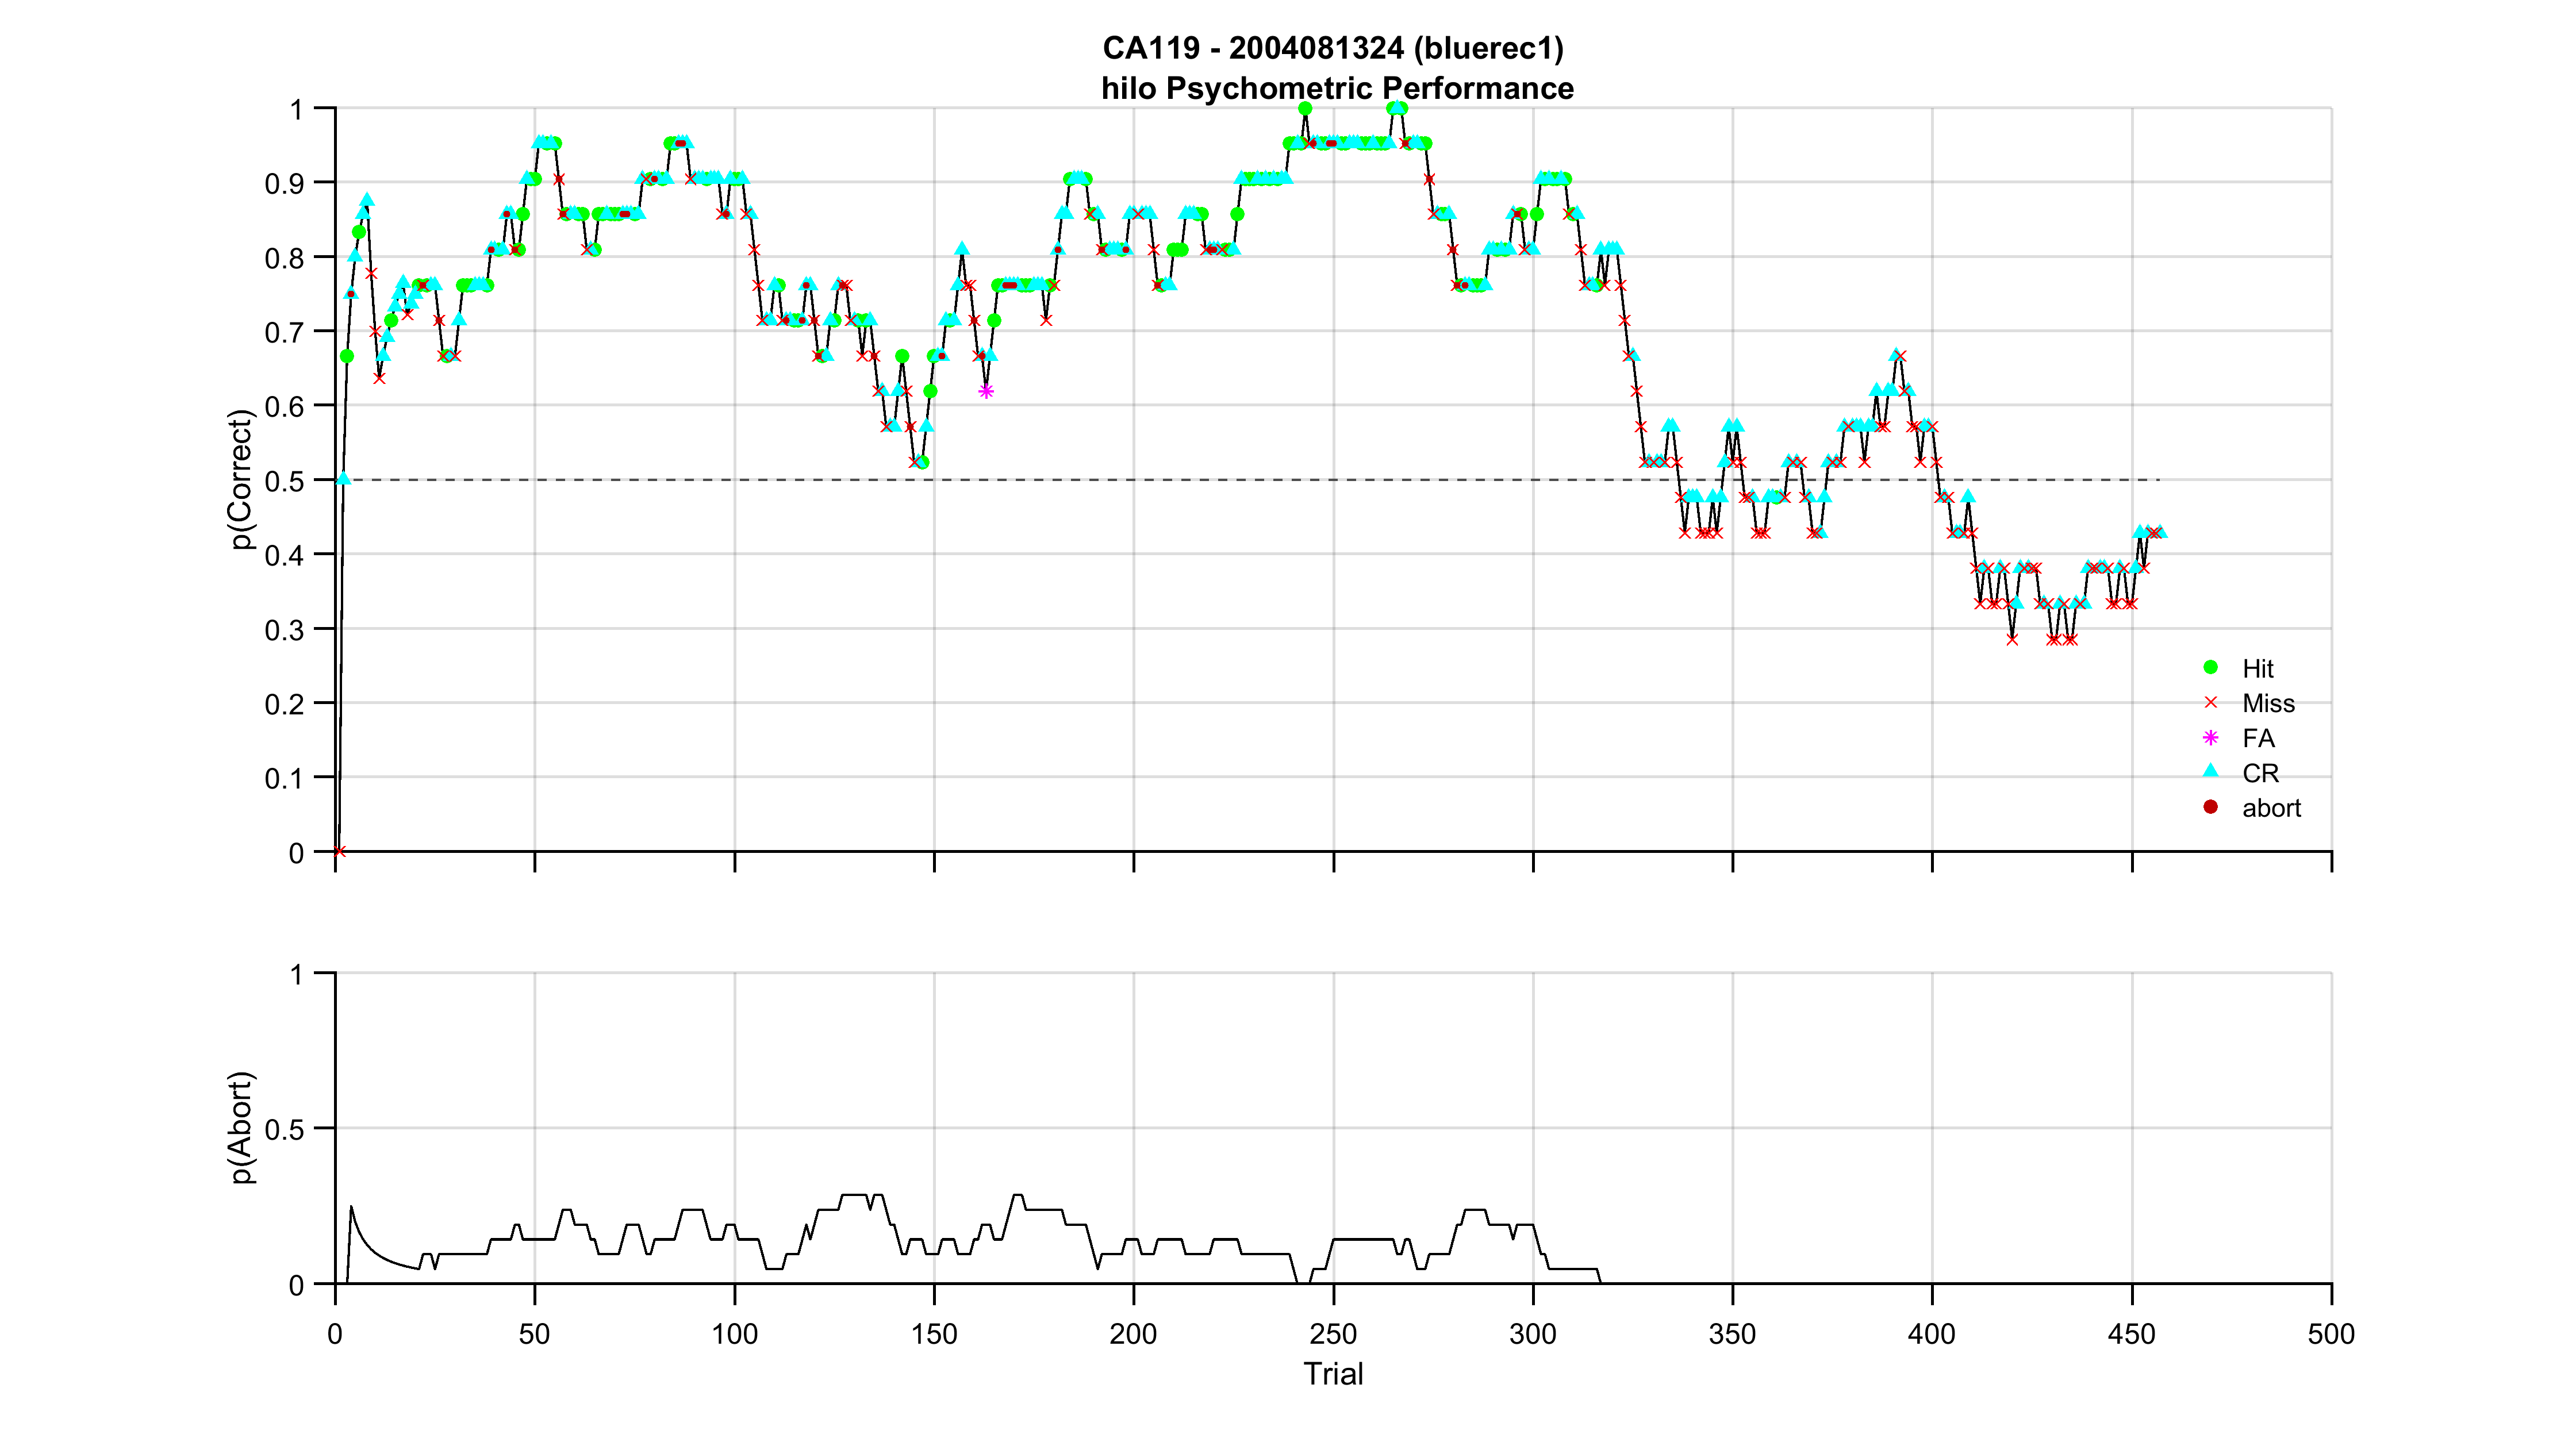 CA119 - 2004081324 (bluerec1)
hilo Psychometric Performance
p(Correct)
1
0.9
0.8
0.7
0.6
0.5
0.4
0.3
0.2
0.1
0
Hit
Miss
FA
CR
abort
p(Abort)
1
0.5
0
0 50 100 150 200 250 300 350 400 450 500
Trial